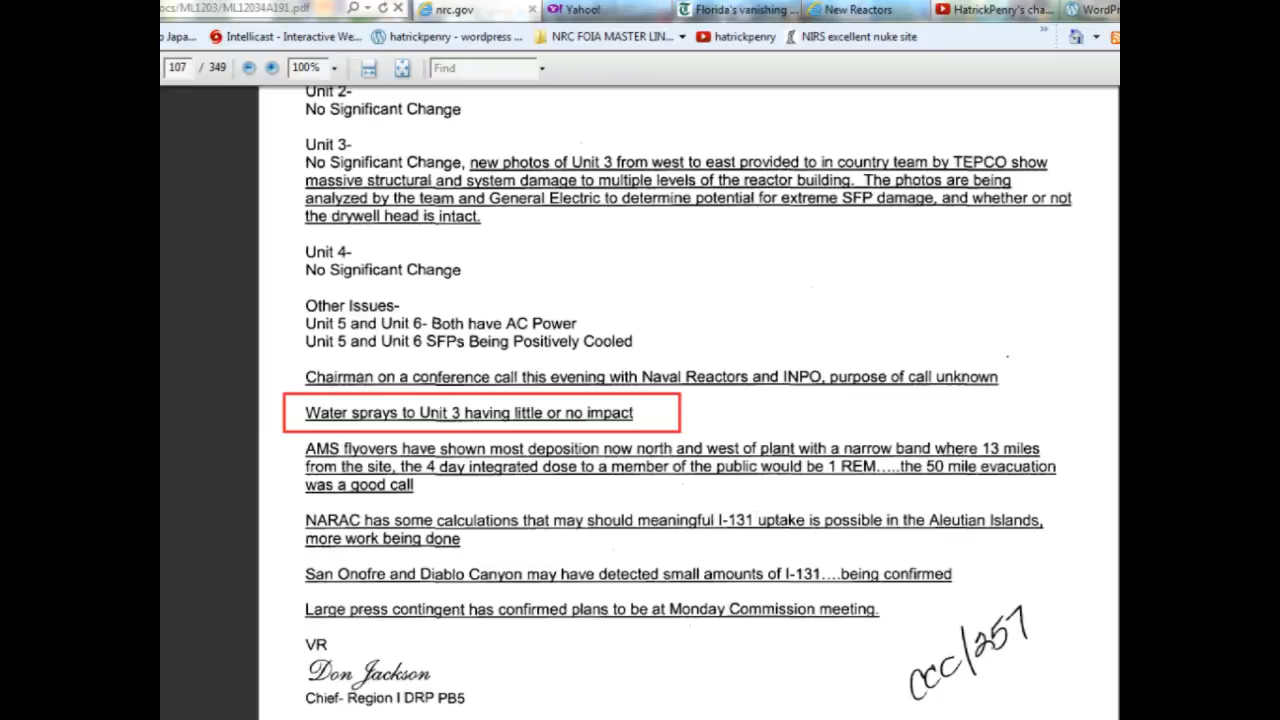 ocs/ML1203/ML12034A191.pdf
nrc.gov
Yahoo!
Florida's vanishing ...
New Reactors
HatrickPenry's cha...
WordPr
o Japa...
Intellicast - Interactive We...
hatrickpenry - wordpress ...
NRC FOIA MASTER LIN...
hatrickpenry
NIRS excellent nuke site
107 / 349
100%
Find
Unit 2-
No Significant Change
Unit 3-
No Significant Change, new photos of Unit 3 from west to east provided to in country team by TEPCO show
massive structural and system damage to multiple levels of the reactor building. The photos are being
analyzed by the team and General Electric to determine potential for extreme SFP damage, and whether or not
the drywell head is intact.
Unit 4-
No Significant Change
Other Issues-
Unit 5 and Unit 6- Both have AC Power
Unit 5 and Unit 6 SFPs Being Positively Cooled
Chairman on a conference call this evening with Naval Reactors and INPO, purpose of call unknown
Water sprays to Unit 3 having little or no impact
AMS flyovers have shown most deposition now north and west of plant with a narrow band where 13 miles
from the site, the 4 day integrated dose to a member of the public would be 1 REM.....the 50 mile evacuation
was a good call
NARAC has some calculations that may should meaningful I-131 uptake is possible in the Aleutian Islands,
more work being done
San Onofre and Diablo Canyon may have detected small amounts of I-131....being confirmed
Large press contingent has confirmed plans to be at Monday Commission meeting.
VR
Don Jackson
Chief- Region I DRP PB5
CCC/257